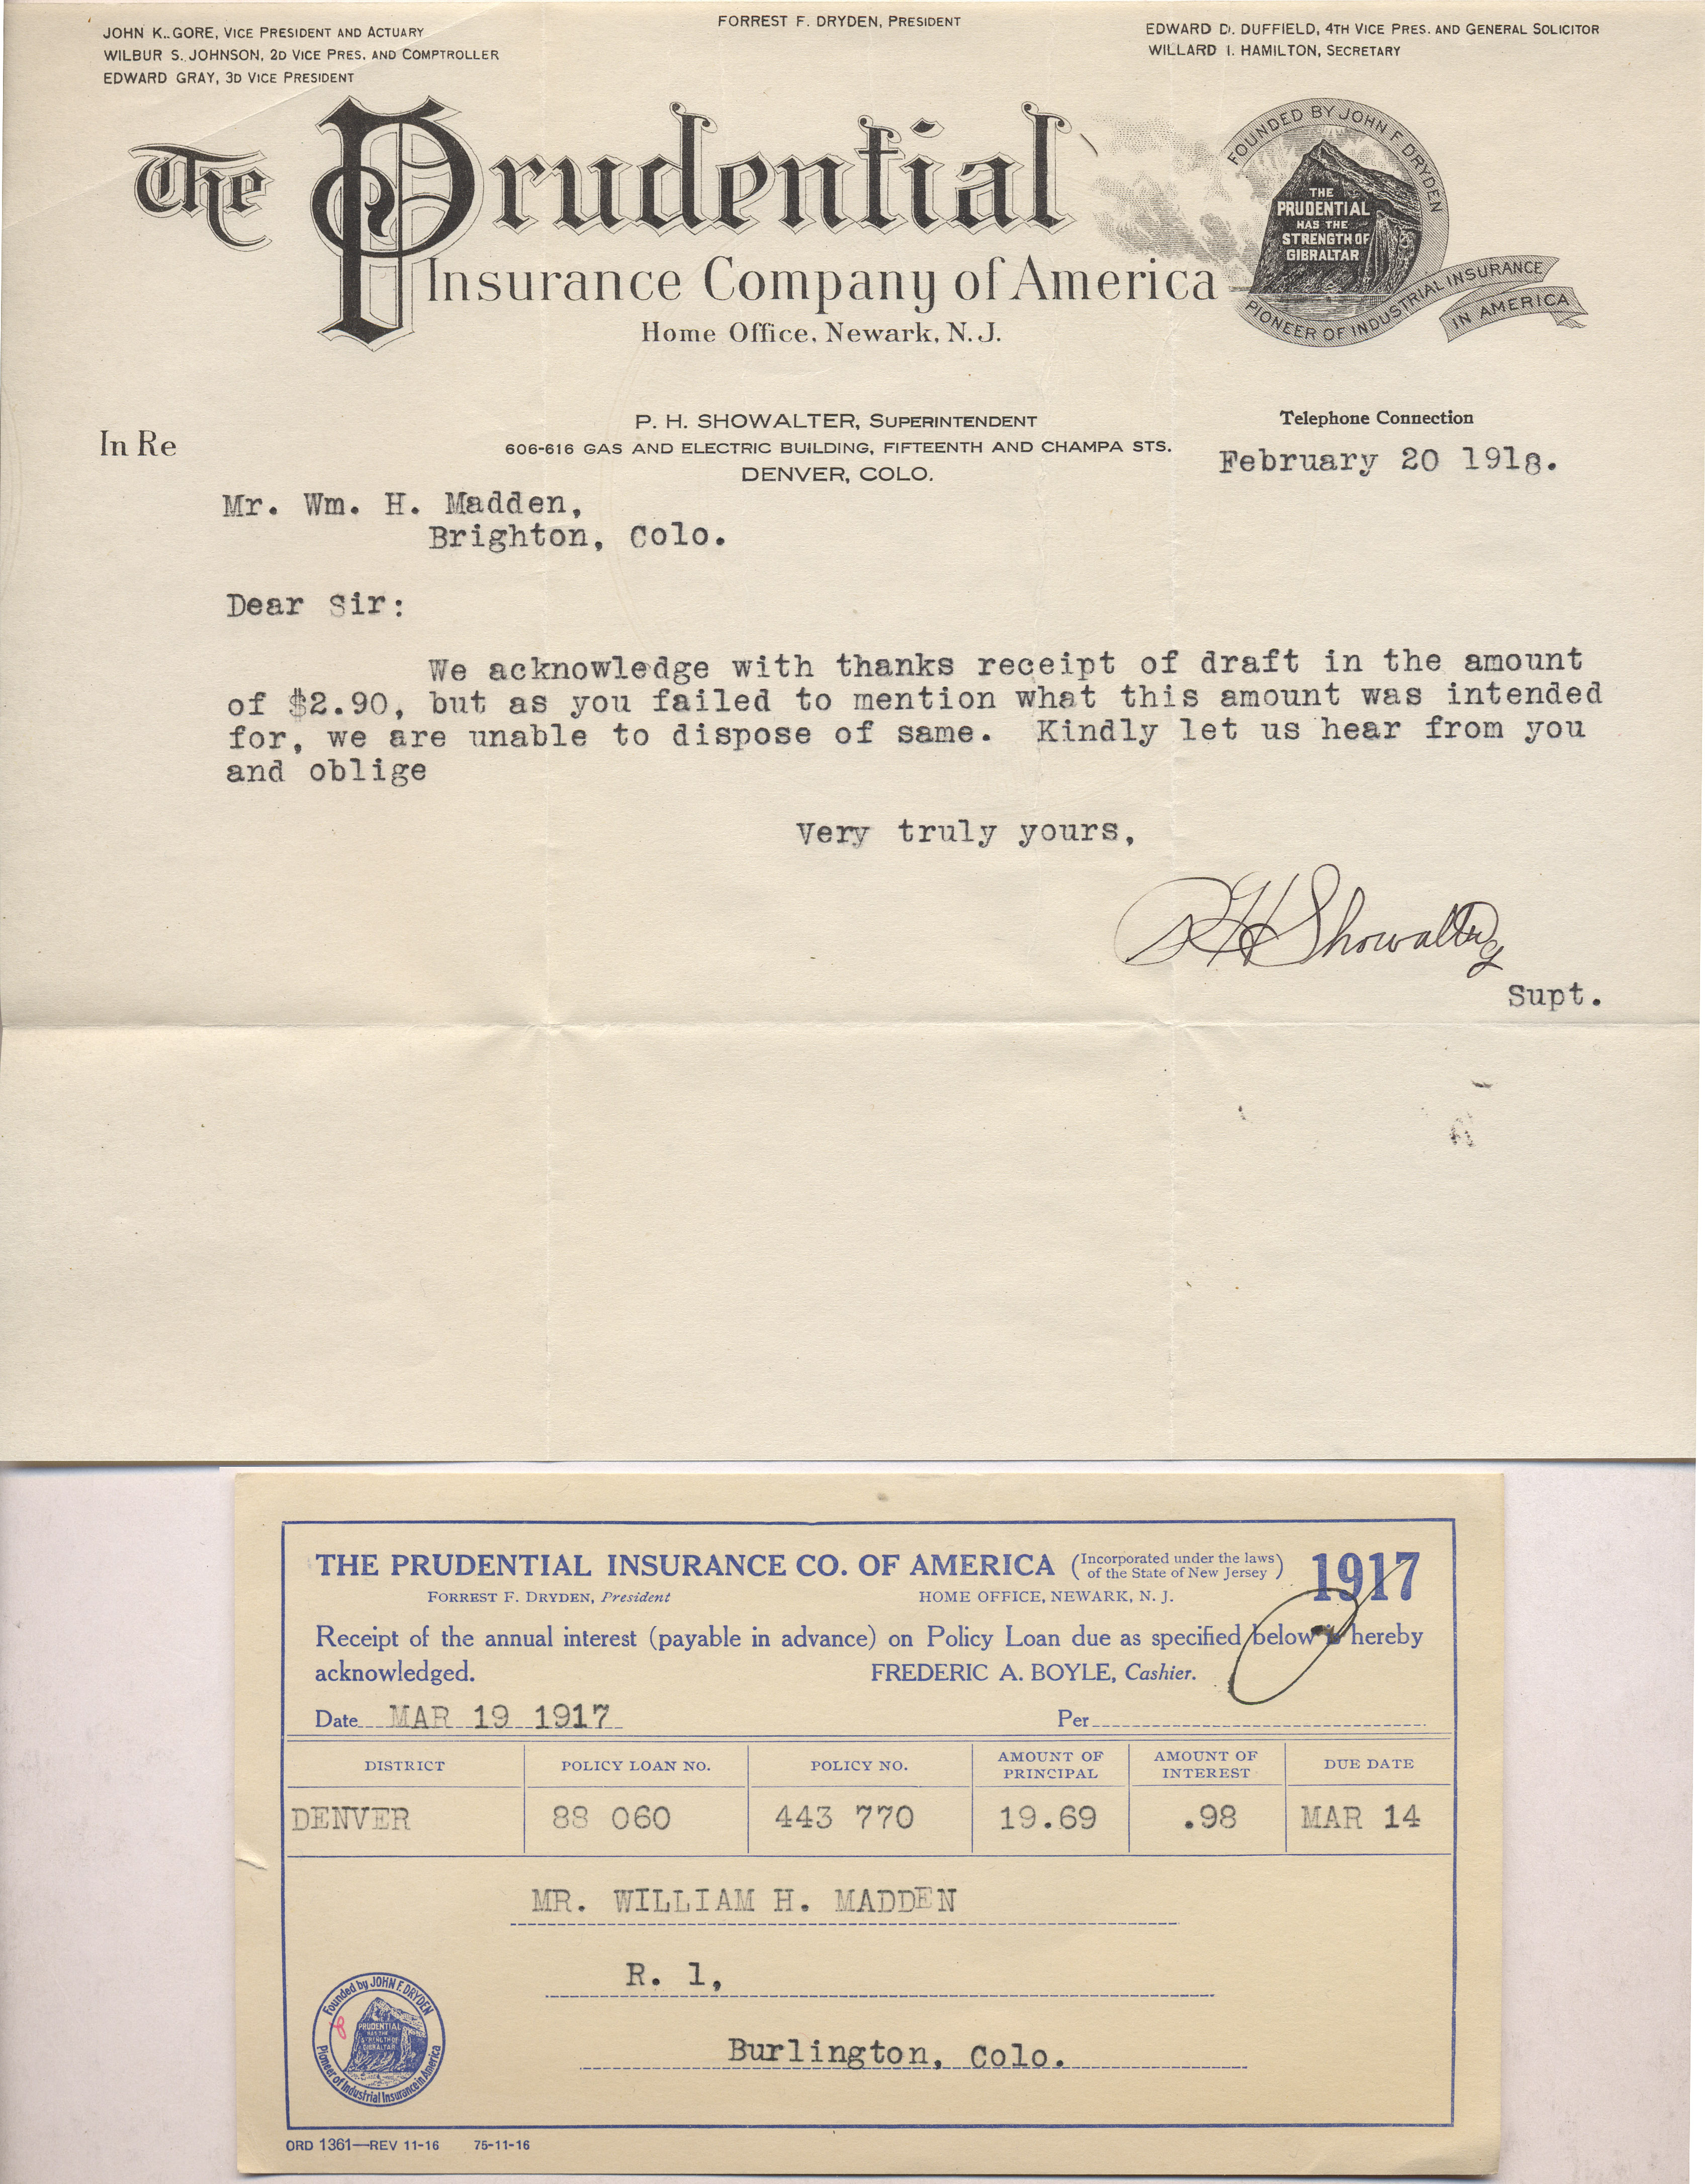 FORREST F. DRYDEN, PRESIDENT
JOHN K. GORE, VICE PRESIDENT AND ACTUARY
WILBUR S. JOHNSON, 2D VICE PRES. AND COMPTROLLER
EDWARD GRAY, 3D VICE PRESIDENT
EDWARD D. DUFFIELD, 4TH VICE PRES. AND GENERAL SOLICITOR
WILLARD I. HAMILTON, SECRETARY
The Prudential
Insurance Company of America
Home Office, Newark, N.J.
FOUNDED BY JOHN F. DRYDEN
THE
PRUDENTIAL
HAS THE
STRENGTH OF
GIBRALTAR
PIONEER OF INDUSTRIAL INSURANCE
IN AMERICA
P. H. SHOWALTER, SUPERINTENDENT
606-616 GAS AND ELECTRIC BUILDING, FIFTEENTH AND CHAMPA STS.
DENVER, COLO.
Telephone Connection
In Re
February 20 1918.
Mr. Wm. H. Madden,
Brighton, Colo.
Dear Sir:
We acknowledge with thanks receipt of draft in the amount
of $2.90, but as you failed to mention what this amount was intended
for, we are unable to dispose of same. Kindly let us hear from you
and oblige
Very truly yours,
PH Showalter
Supt.
THE PRUDENTIAL INSURANCE CO. OF AMERICA (Incorporated under the laws of the State of New Jersey) 1917
FORREST F. DRYDEN, President HOME OFFICE, NEWARK, N. J.
Receipt of the annual interest (payable in advance) on Policy Loan due as specified below is hereby
acknowledged. FREDERIC A. BOYLE, Cashier.
Date MAR 19 1917 Per
DISTRICT POLICY LOAN NO. POLICY NO. AMOUNT OF PRINCIPAL AMOUNT OF INTEREST DUE DATE
DENVER 88 060 443 770 19.69 .98 MAR 14
MR. WILLIAM H. MADDEN
R. 1,
Burlington, Colo.
Founded by JOHN F. DRYDEN
PRUDENTIAL
HAS THE
STRENGTH OF
GIBRALTAR
Pioneer of Industrial Insurance in America
ORD 1361—REV 11-16 75-11-16